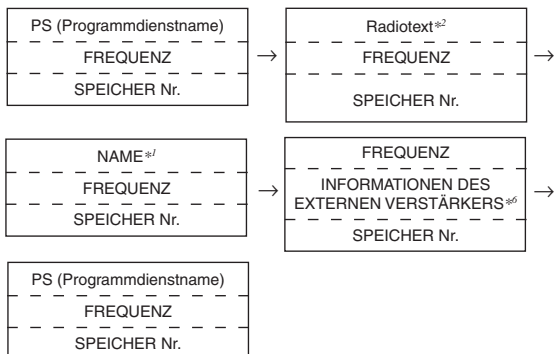 PS (Programmdienstname)
FREQUENZ
SPEICHER Nr.
→
Radiotext*2
FREQUENZ
SPEICHER Nr.
→
NAME*1
FREQUENZ
SPEICHER Nr.
→
FREQUENZ
INFORMATIONEN DES
EXTERNEN VERSTÄRKERS*6
SPEICHER Nr.
→
PS (Programmdienstname)
FREQUENZ
SPEICHER Nr.